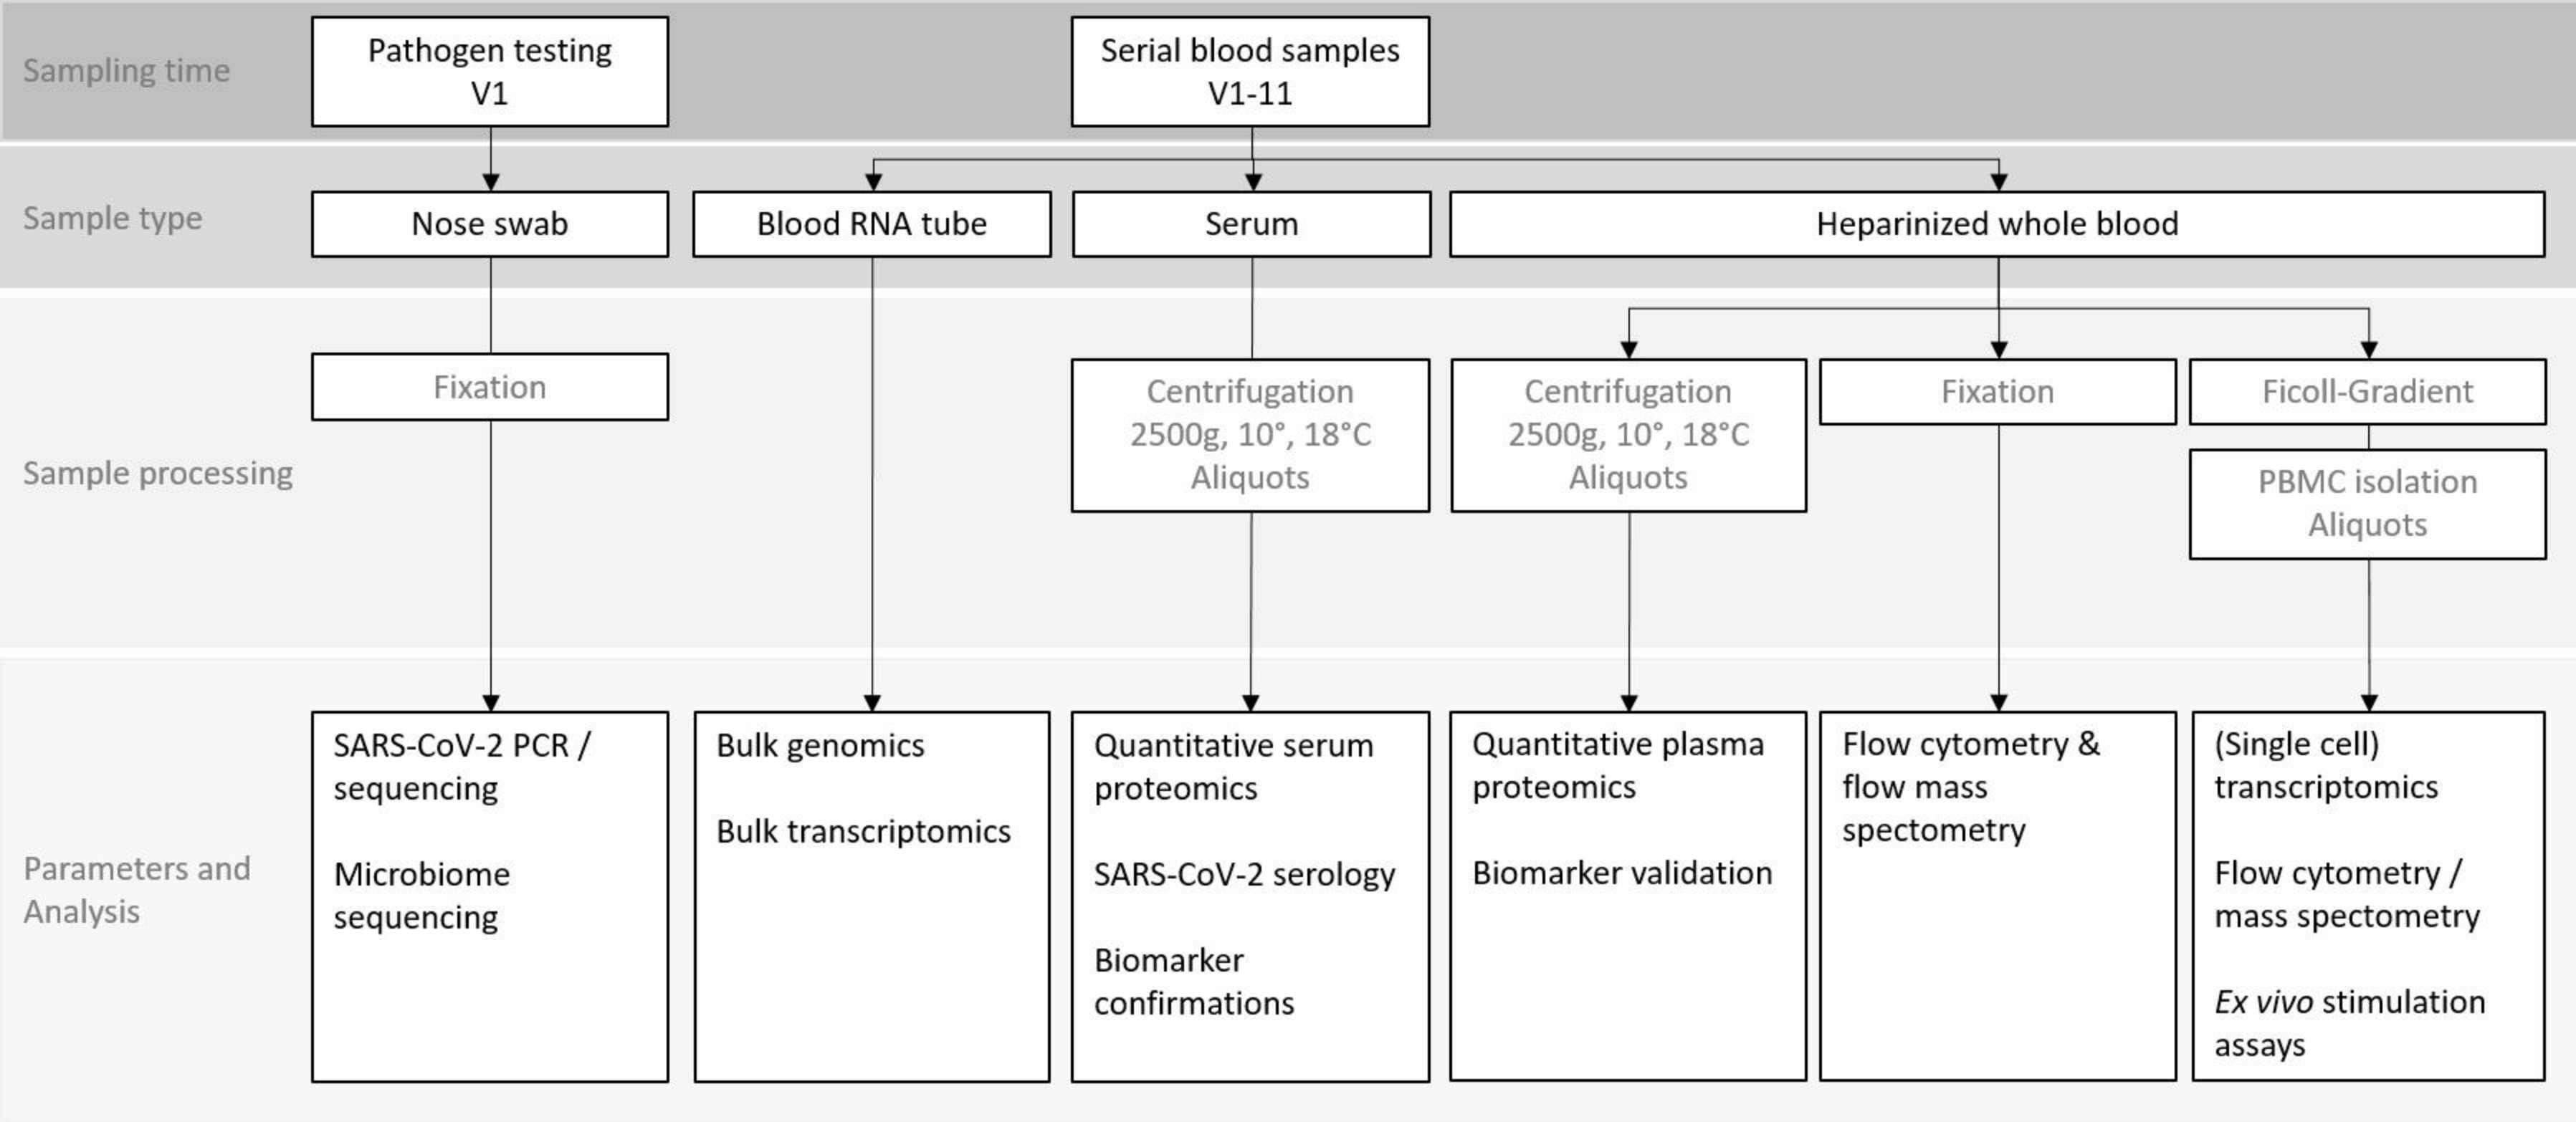 Sampling time
Pathogen testing
V1
Serial blood samples
V1-11
Sample type
Nose swab
Blood RNA tube
Serum
Heparinized whole blood
Sample processing
Fixation
Centrifugation
2500g, 10°, 18°C
Aliquots
Centrifugation
2500g, 10°, 18°C
Aliquots
Fixation
Ficoll-Gradient
PBMC isolation
Aliquots
Parameters and
Analysis
SARS-CoV-2 PCR /
sequencing
Microbiome
sequencing
Bulk genomics
Bulk transcriptomics
Quantitative serum
proteomics
SARS-CoV-2 serology
Biomarker
confirmations
Quantitative plasma
proteomics
Biomarker validation
Flow cytometry &
flow mass
spectometry
(Single cell)
transcriptomics
Flow cytometry /
mass spectometry
Ex vivo stimulation
assays